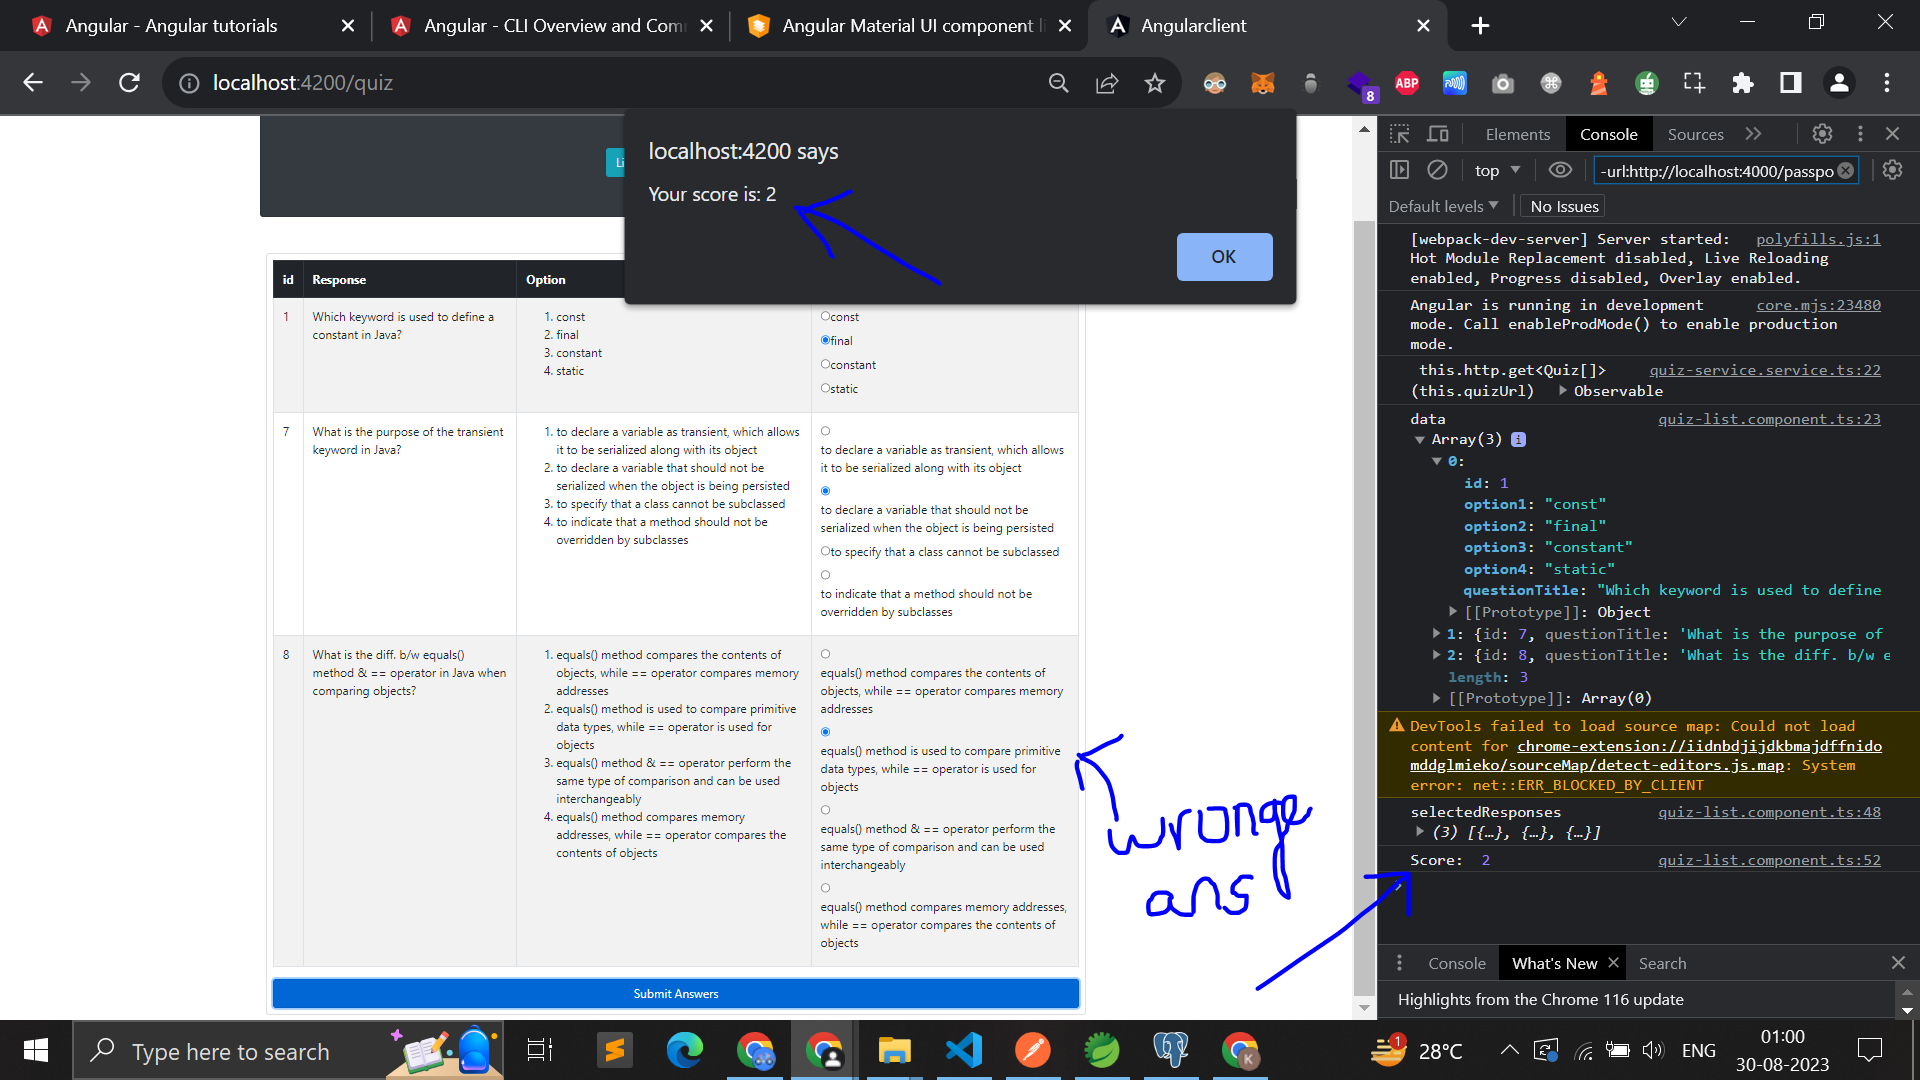 Angular - Angular tutorials
Angular - CLI Overview and Com
Angular Material UI component li
Angularclient
localhost:4200/quiz
8
ABP
localhost:4200 says
Your score is: 2
OK
Li
id Response Option
1 Which keyword is used to define a
constant in Java?
1. const
2. final
3. constant
4. static
const
final
constant
static
7 What is the purpose of the transient
keyword in Java?
1. to declare a variable as transient, which allows
it to be serialized along with its object
2. to declare a variable that should not be
serialized when the object is being persisted
3. to specify that a class cannot be subclassed
4. to indicate that a method should not be
overridden by subclasses
to declare a variable as transient, which allows
it to be serialized along with its object
to declare a variable that should not be
serialized when the object is being persisted
to specify that a class cannot be subclassed
to indicate that a method should not be
overridden by subclasses
8 What is the diff. b/w equals()
method & == operator in Java when
comparing objects?
1. equals() method compares the contents of
objects, while == operator compares memory
addresses
2. equals() method is used to compare primitive
data types, while == operator is used for
objects
3. equals() method & == operator perform the
same type of comparison and can be used
interchangeably
4. equals() method compares memory
addresses, while == operator compares the
contents of objects
equals() method compares the contents of
objects, while == operator compares memory
addresses
equals() method is used to compare primitive
data types, while == operator is used for
objects
equals() method & == operator perform the
same type of comparison and can be used
interchangeably
equals() method compares memory addresses,
while == operator compares the contents of
objects
wronge
ans
Submit Answers
Elements Console Sources
top
-url:http://localhost:4000/passpo
Default levels No Issues
[webpack-dev-server] Server started: polyfills.js:1
Hot Module Replacement disabled, Live Reloading
enabled, Progress disabled, Overlay enabled.
Angular is running in development core.mjs:23480
mode. Call enableProdMode() to enable production
mode.
this.http.get<Quiz[]> quiz-service.service.ts:22
(this.quizUrl) Observable
data quiz-list.component.ts:23
Array(3) i
0:
id: 1
option1: "const"
option2: "final"
option3: "constant"
option4: "static"
questionTitle: "Which keyword is used to define
[[Prototype]]: Object
1: {id: 7, questionTitle: 'What is the purpose of
2: {id: 8, questionTitle: 'What is the diff. b/w e
length: 3
[[Prototype]]: Array(0)
DevTools failed to load source map: Could not load
content for chrome-extension://iidnbdjijdkbmajdffnido
mddglmieko/sourceMap/detect-editors.js.map: System
error: net::ERR_BLOCKED_BY_CLIENT
selectedResponses quiz-list.component.ts:48
(3) [{…}, {…}, {…}]
Score: 2 quiz-list.component.ts:52
Console What's New Search
Highlights from the Chrome 116 update
Type here to search
K
1
28°C
ENG
01:00
30-08-2023